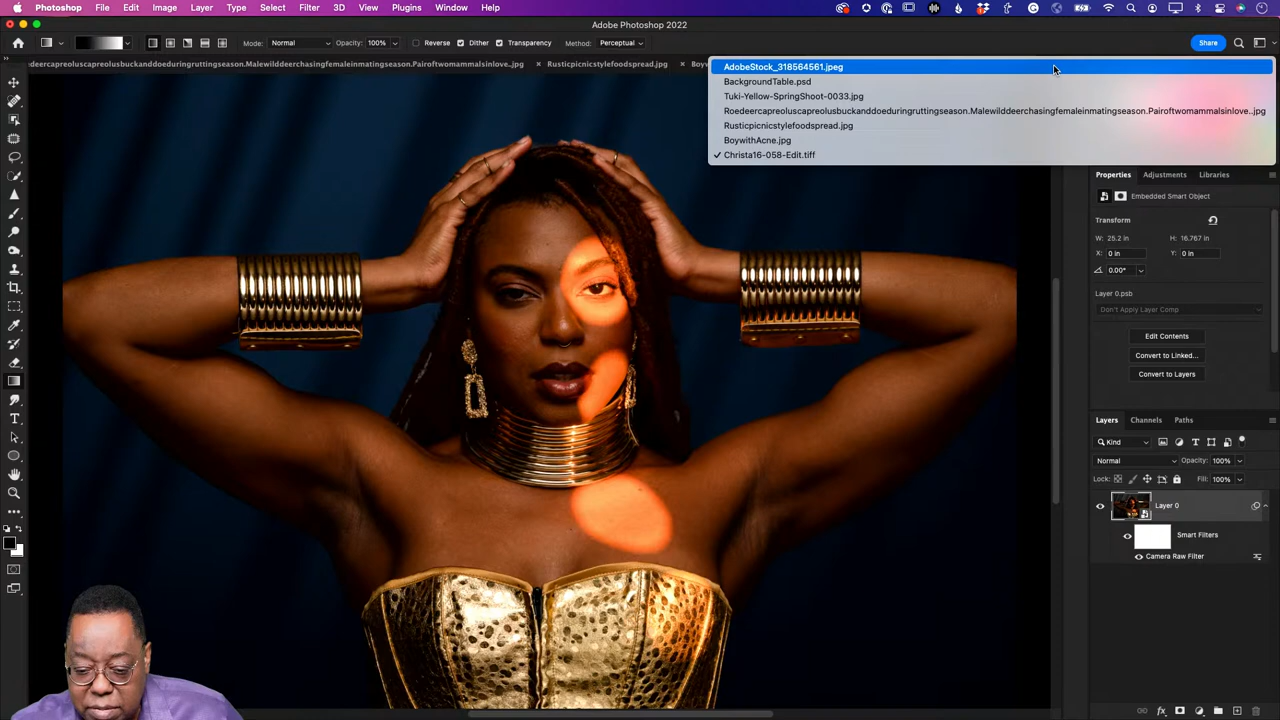 Photoshop File Edit Image Layer Type Select Filter 3D View Plugins Window Help
Adobe Photoshop 2022
Mode: Normal Opacity: 100% Reverse Dither Transparency Method: Perceptual Share
edeercapreoluscapreolusbuckanddoeduringruttingseason.Malewilddeerchasingfemaleinmatingseason.Pairoftwomammalsinlove..jpg × Rusticpicnicstylefoodspread.jpg × Boy
AdobeStock_318564561.jpeg
BackgroundTable.psd
Tuki-Yellow-SpringShoot-0033.jpg
Roedeercapreoluscapreolusbuckanddoeduringruttingseason.Malewilddeerchasingfemaleinmatingseason.Pairoftwomammalsinlove..jpg
Rusticpicnicstylefoodspread.jpg
BoywithAcne.jpg
✓ Christa16-058-Edit.tiff
Properties Adjustments Libraries
Embedded Smart Object
Transform
W: 25.2 in H: 16.767 in
X: 0 in Y: 0 in
0.00°
Layer 0.psb
Don't Apply Layer Comp
Edit Contents
Convert to Linked...
Convert to Layers
Layers Channels Paths
Kind
Normal Opacity: 100%
Lock: Fill: 100%
Layer 0
Smart Filters
Camera Raw Filter